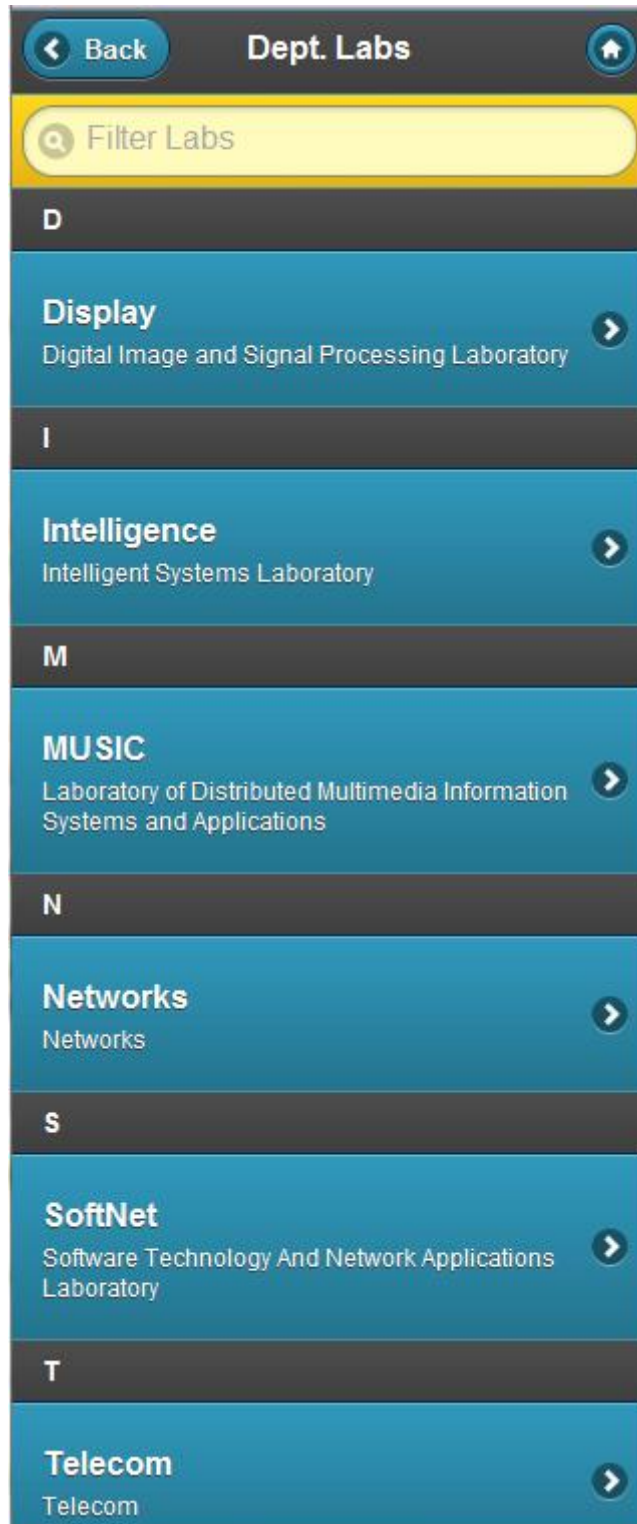 Back
Dept. Labs
Filter Labs
D
Display
Digital Image and Signal Processing Laboratory
I
Intelligence
Intelligent Systems Laboratory
M
MUSIC
Laboratory of Distributed Multimedia Information
Systems and Applications
N
Networks
Networks
S
SoftNet
Software Technology And Network Applications
Laboratory
T
Telecom
Telecom